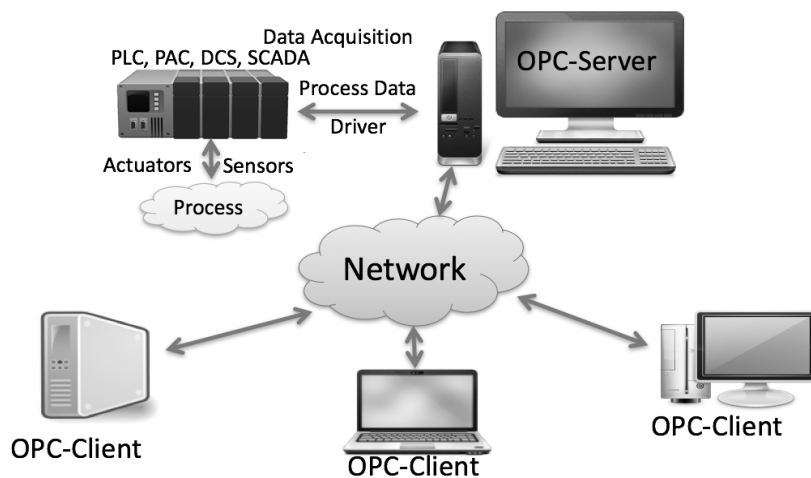 Data Acquisition
PLC, PAC, DCS, SCADA
OPC-Server
Process Data
Driver
Actuators
Sensors
Process
Network
OPC-Client
OPC-Client
OPC-Client